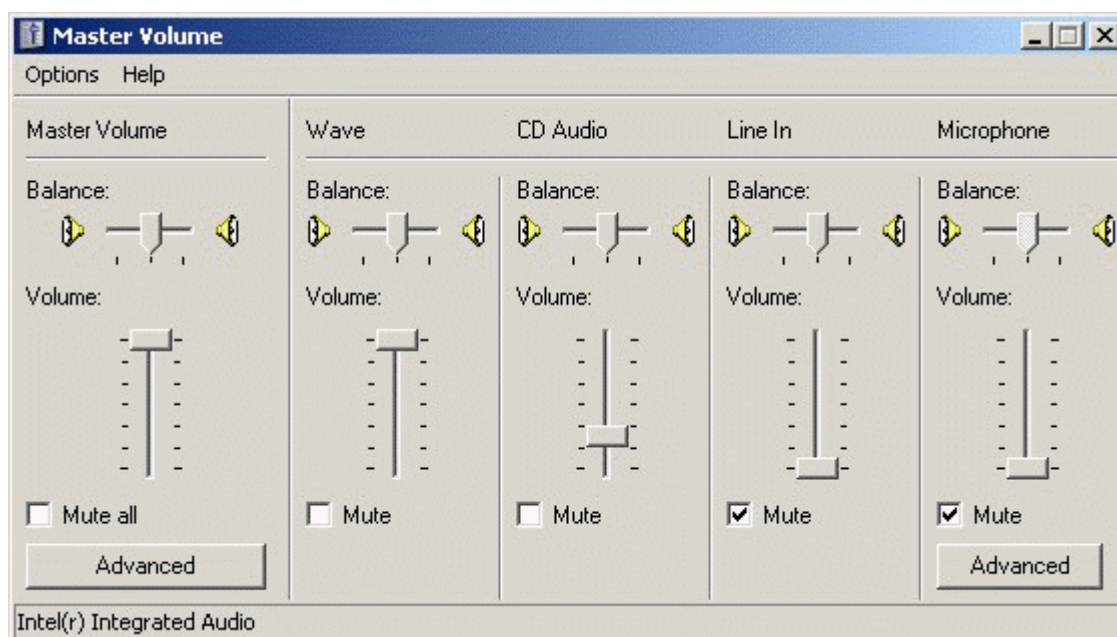 Master Volume
Options Help
Master Volume Wave CD Audio Line In Microphone
Balance: Balance: Balance: Balance: Balance:
Volume: Volume: Volume: Volume: Volume:
Mute all Mute Mute Mute Mute
Advanced Advanced
Intel(r) Integrated Audio